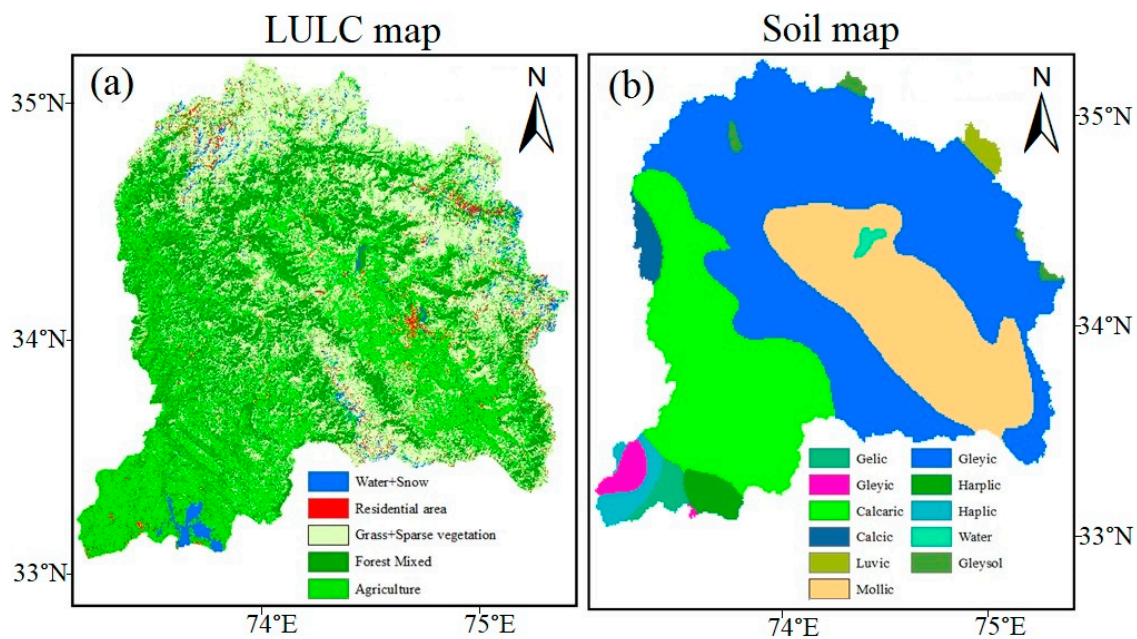 LULC map
Soil map
(a)
N
(b)
N
35°N
34°N
33°N
74°E
75°E
35°N
34°N
33°N
74°E
75°E
Water+Snow
Residential area
Grass+Sparse vegetation
Forest Mixed
Agriculture
Gelic
Gleyic
Calcaric
Calcic
Luvic
Mollic
Gleyic
Harplic
Haplic
Water
Gleysol